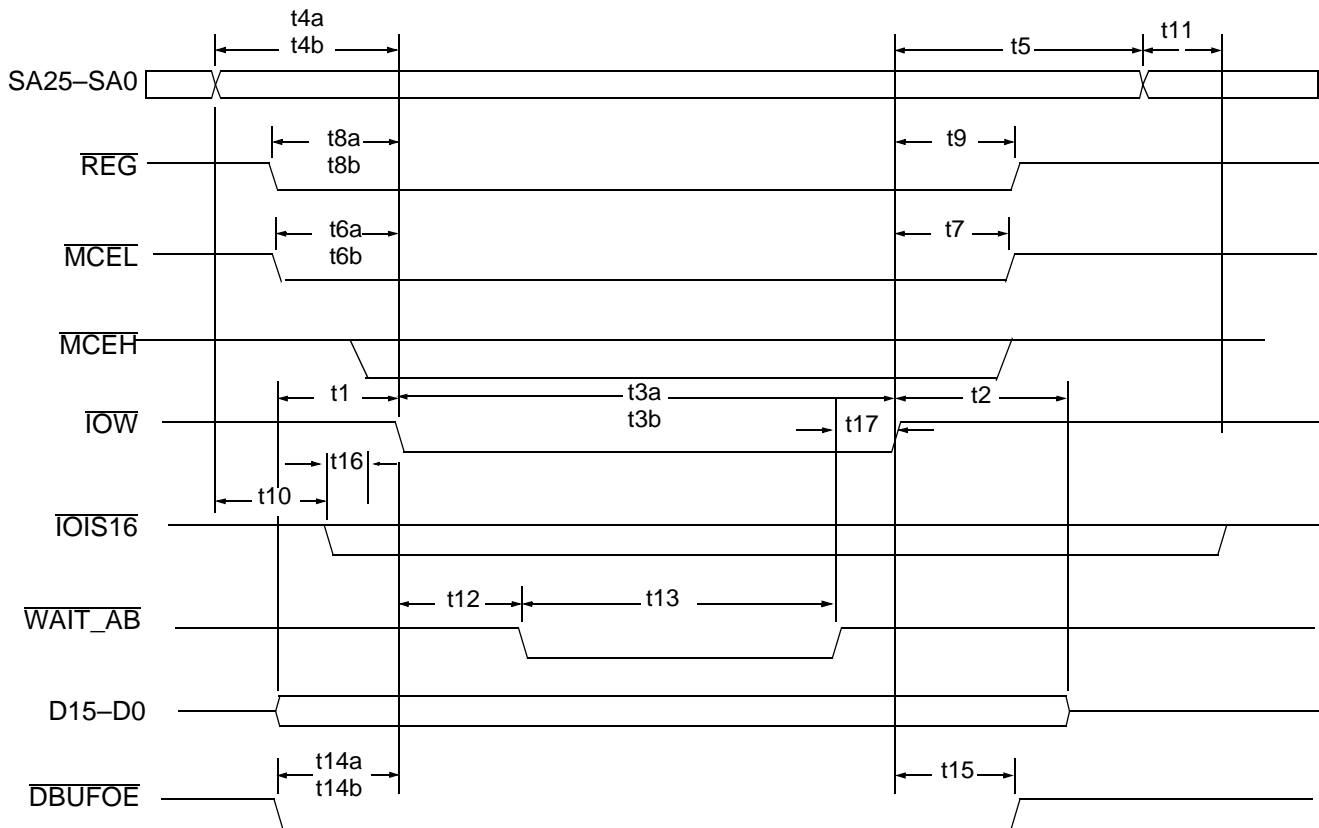 t4a
t4b
t11
t5
SA25–SA0
t8a
t8b
t9
REG
t6a
t6b
t7
MCEL
MCEH
t1
t3a
t3b
t2
IOW
t17
t16
t10
IOIS16
t12
t13
WAIT_AB
D15–D0
t14a
t14b
t15
DBUFOE